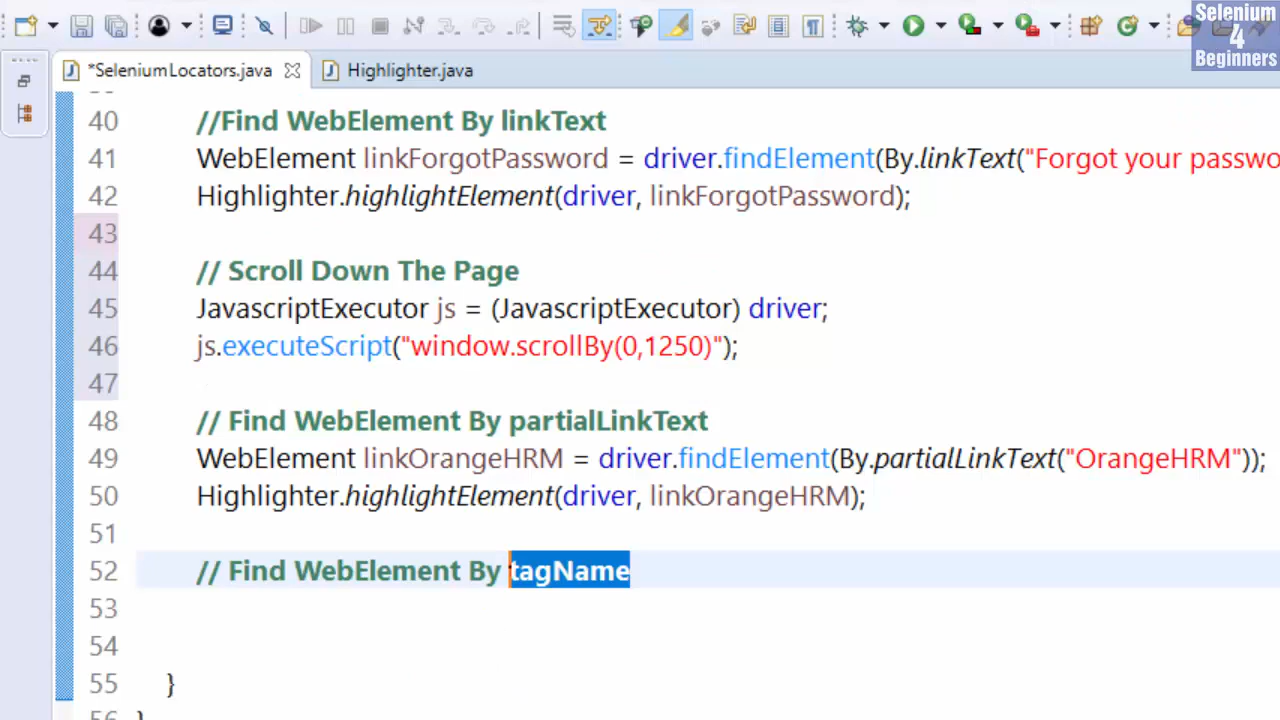 Selenium
4
Beginners
*SeleniumLocators.java
Highlighter.java
40 //Find WebElement By linkText
41 WebElement linkForgotPassword = driver.findElement(By.linkText("Forgot your passwo
42 Highlighter.highlightElement(driver, linkForgotPassword);
43
44 // Scroll Down The Page
45 JavascriptExecutor js = (JavascriptExecutor) driver;
46 js.executeScript("window.scrollBy(0,1250)");
47
48 // Find WebElement By partialLinkText
49 WebElement linkOrangeHRM = driver.findElement(By.partialLinkText("OrangeHRM"));
50 Highlighter.highlightElement(driver, linkOrangeHRM);
51
52 // Find WebElement By tagName
53
54
55 }
56 }